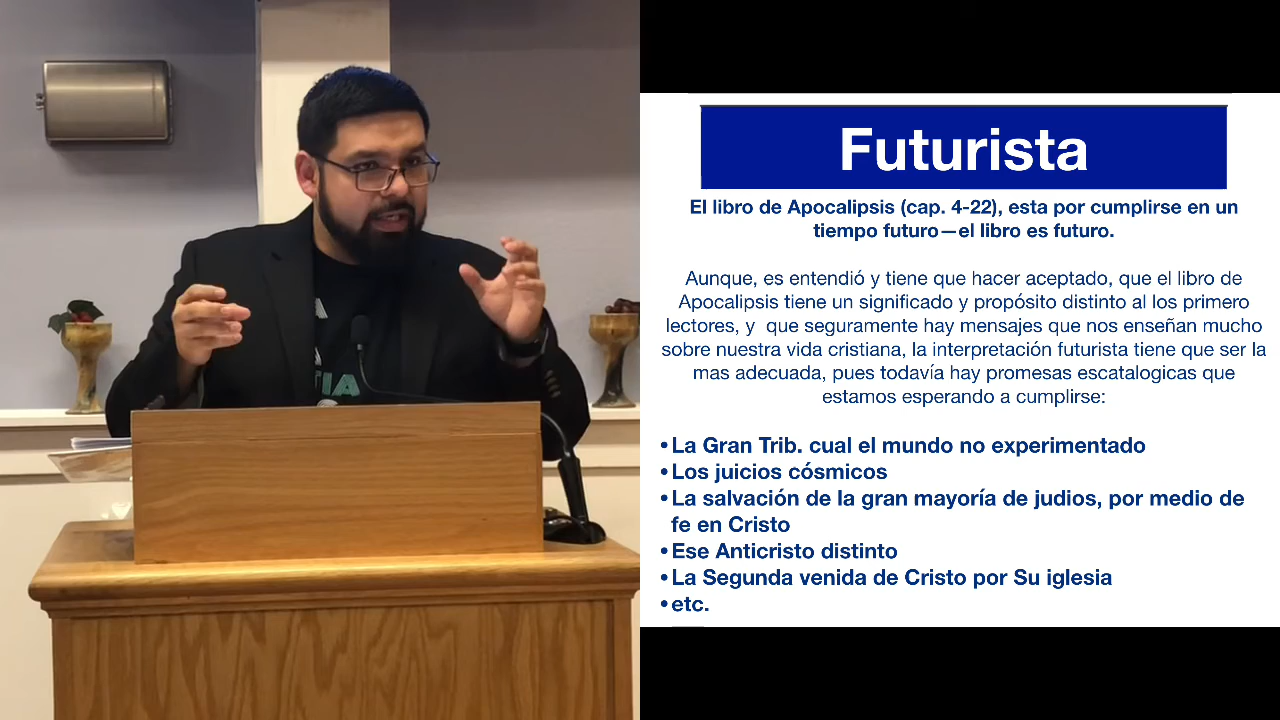 Futurista
El libro de Apocalipsis (cap. 4-22), esta por cumplirse en un
tiempo futuro—el libro es futuro.
Aunque, es entendió y tiene que hacer aceptado, que el libro de
Apocalipsis tiene un significado y propósito distinto al los primero
lectores, y que seguramente hay mensajes que nos enseñan mucho
sobre nuestra vida cristiana, la interpretación futurista tiene que ser la
mas adecuada, pues todavía hay promesas escatalogicas que
estamos esperando a cumplirse:
•La Gran Trib. cual el mundo no experimentado
•Los juicios cósmicos
•La salvación de la gran mayoría de judios, por medio de
fe en Cristo
•Ese Anticristo distinto
•La Segunda venida de Cristo por Su iglesia
•etc.